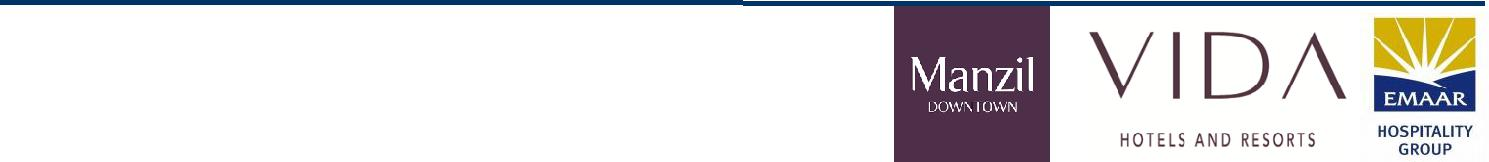 Manzil
DOWNTOWN
VIDA
HOTELS AND RESORTS
EMAAR
HOSPITALITY
GROUP